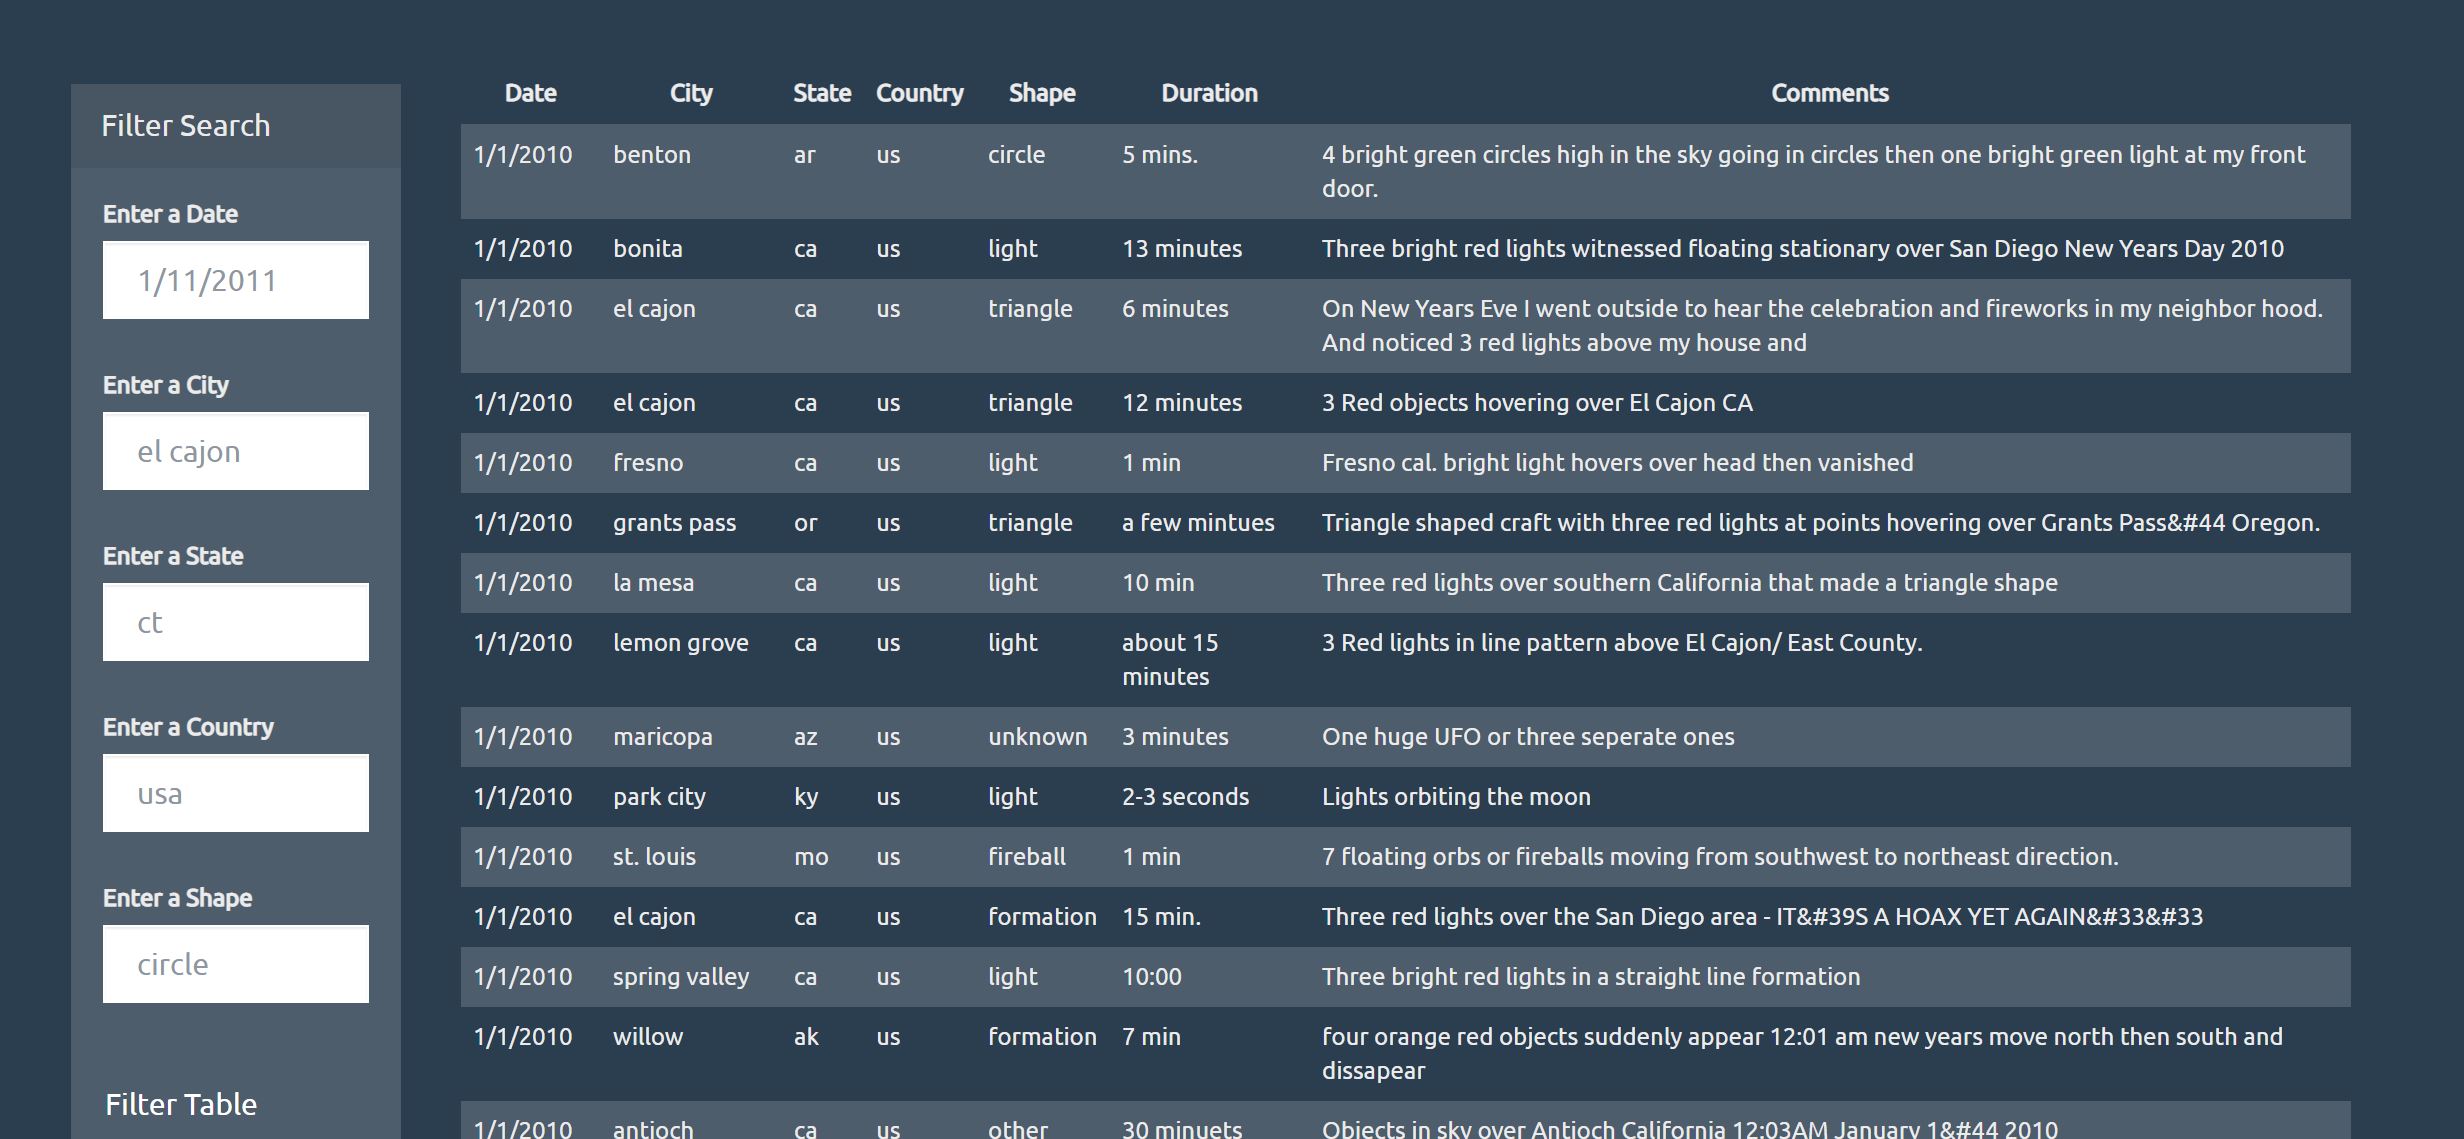 Filter Search
Enter a Date
1/11/2011
Enter a City
el cajon
Enter a State
ct
Enter a Country
usa
Enter a Shape
circle
Filter Table
Date City State Country Shape Duration Comments
1/1/2010 benton ar us circle 5 mins. 4 bright green circles high in the sky going in circles then one bright green light at my front
door.
1/1/2010 bonita ca us light 13 minutes Three bright red lights witnessed floating stationary over San Diego New Years Day 2010
1/1/2010 el cajon ca us triangle 6 minutes On New Years Eve I went outside to hear the celebration and fireworks in my neighbor hood.
And noticed 3 red lights above my house and
1/1/2010 el cajon ca us triangle 12 minutes 3 Red objects hovering over El Cajon CA
1/1/2010 fresno ca us light 1 min Fresno cal. bright light hovers over head then vanished
1/1/2010 grants pass or us triangle a few mintues Triangle shaped craft with three red lights at points hovering over Grants Pass&#44 Oregon.
1/1/2010 la mesa ca us light 10 min Three red lights over southern California that made a triangle shape
1/1/2010 lemon grove ca us light about 15 3 Red lights in line pattern above El Cajon/ East County.
minutes
1/1/2010 maricopa az us unknown 3 minutes One huge UFO or three seperate ones
1/1/2010 park city ky us light 2-3 seconds Lights orbiting the moon
1/1/2010 st. louis mo us fireball 1 min 7 floating orbs or fireballs moving from southwest to northeast direction.
1/1/2010 el cajon ca us formation 15 min. Three red lights over the San Diego area - IT&#39S A HOAX YET AGAIN&#33&#33
1/1/2010 spring valley ca us light 10:00 Three bright red lights in a straight line formation
1/1/2010 willow ak us formation 7 min four orange red objects suddenly appear 12:01 am new years move north then south and
dissapear
1/1/2010 antioch ca us other 30 minuets Objects in sky over Antioch California 12:03AM January 1&#44 2010